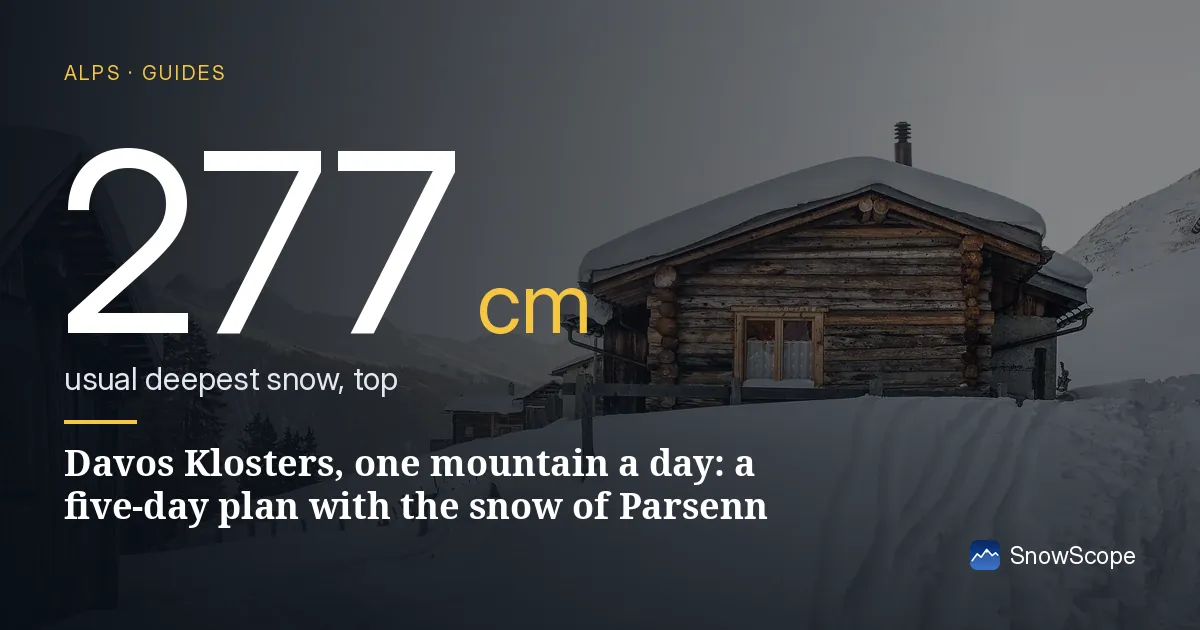 ALPS · GUIDES
277 cm
usual deepest snow, top
Davos Klosters, one mountain a day: a
five-day plan with the snow of Parsenn
SnowScope